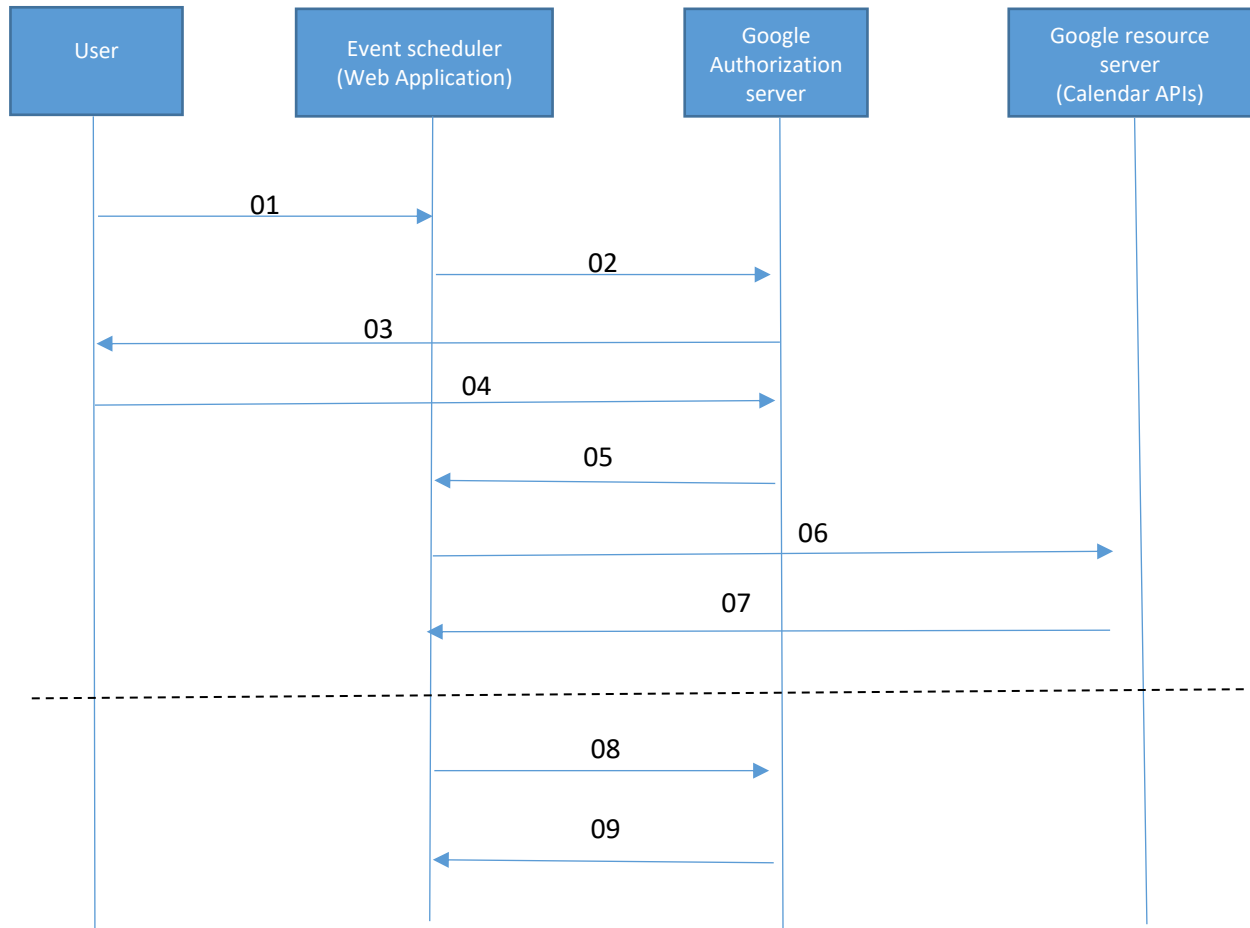 User
Event scheduler
(Web Application)
Google
Authorization
server
Google resource
server
(Calendar APIs)
01
02
03
04
05
06
07
08
09